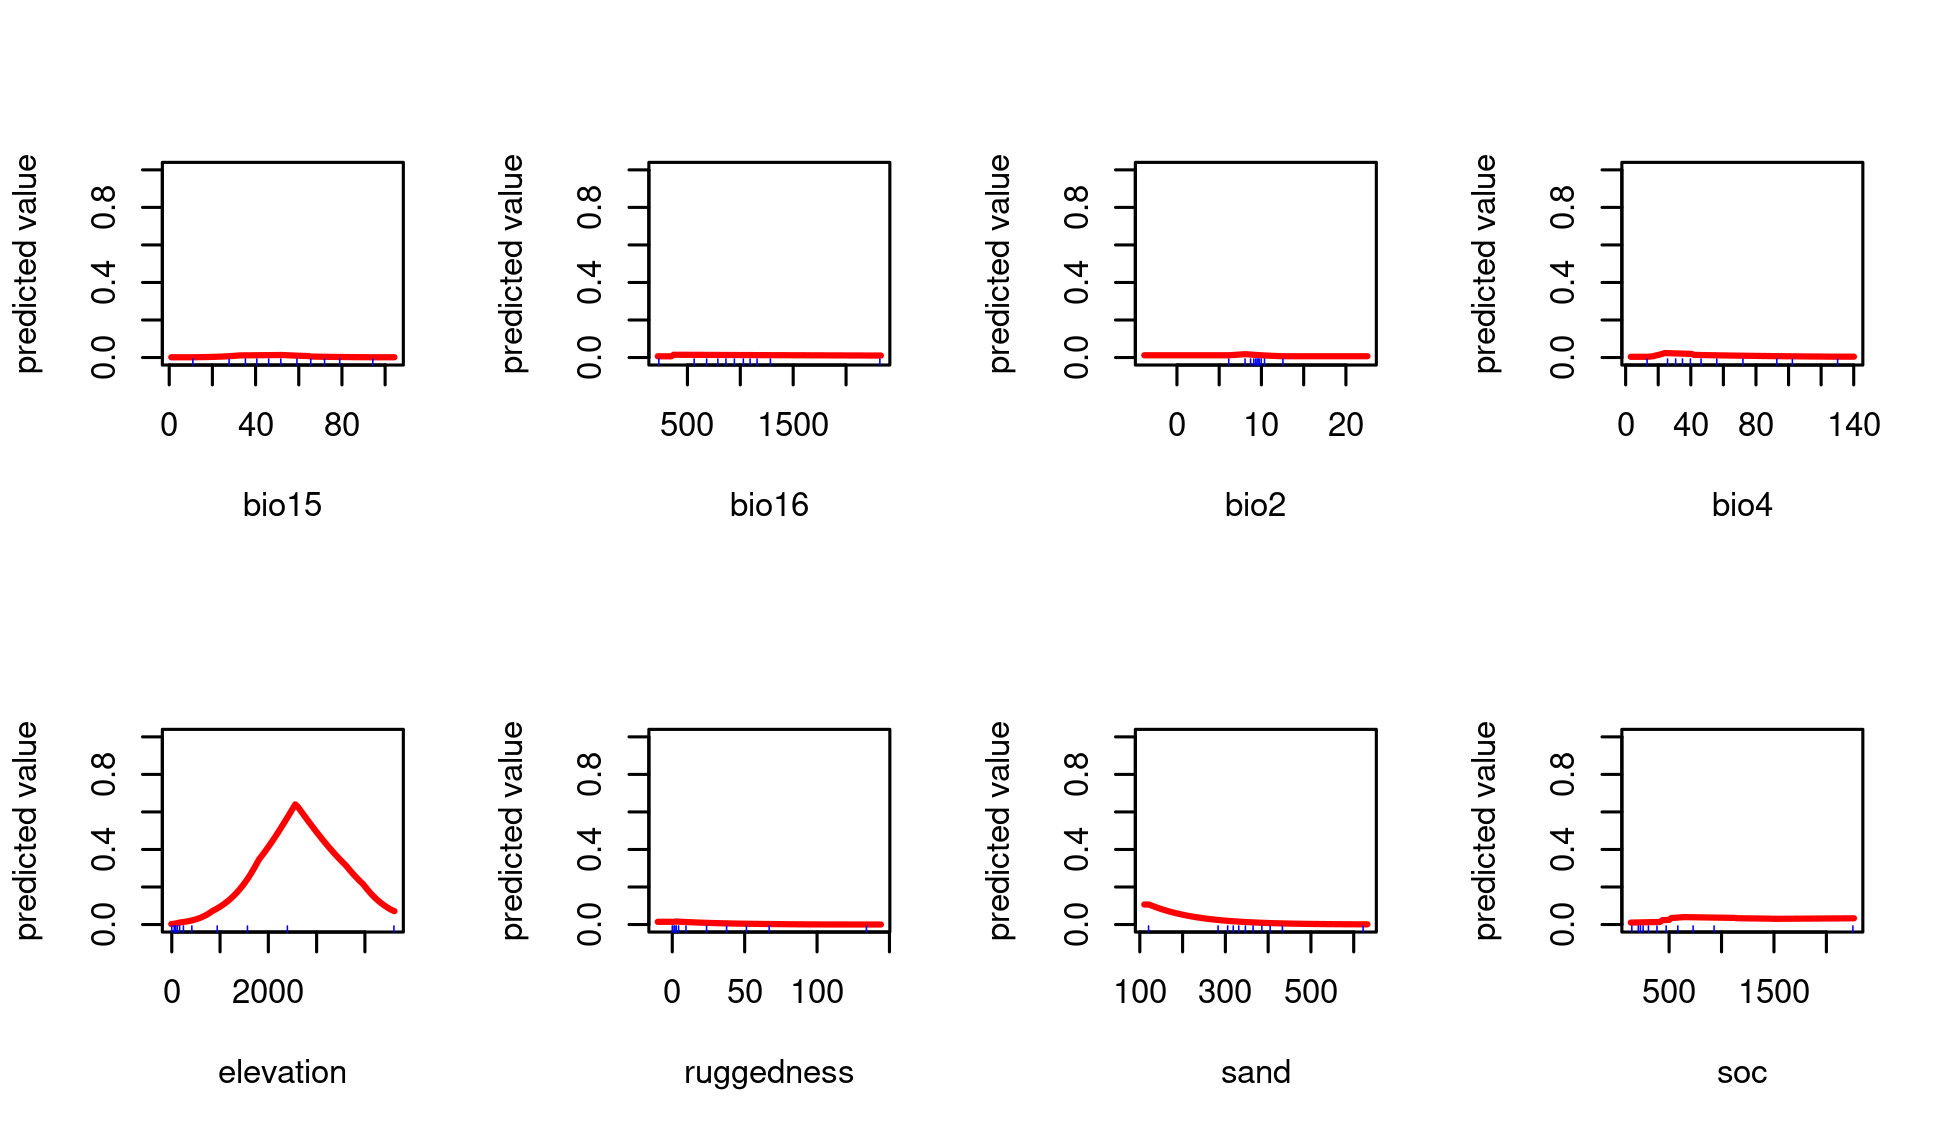 predicted value
0.0 0.4 0.8
0 40 80
bio15
predicted value
0.0 0.4 0.8
500 1500
bio16
predicted value
0.0 0.4 0.8
0 10 20
bio2
predicted value
0.0 0.4 0.8
0 40 80 140
bio4
predicted value
0.0 0.4 0.8
0 2000
elevation
predicted value
0.0 0.4 0.8
0 50 100
ruggedness
predicted value
0.0 0.4 0.8
100 300 500
sand
predicted value
0.0 0.4 0.8
500 1500
soc